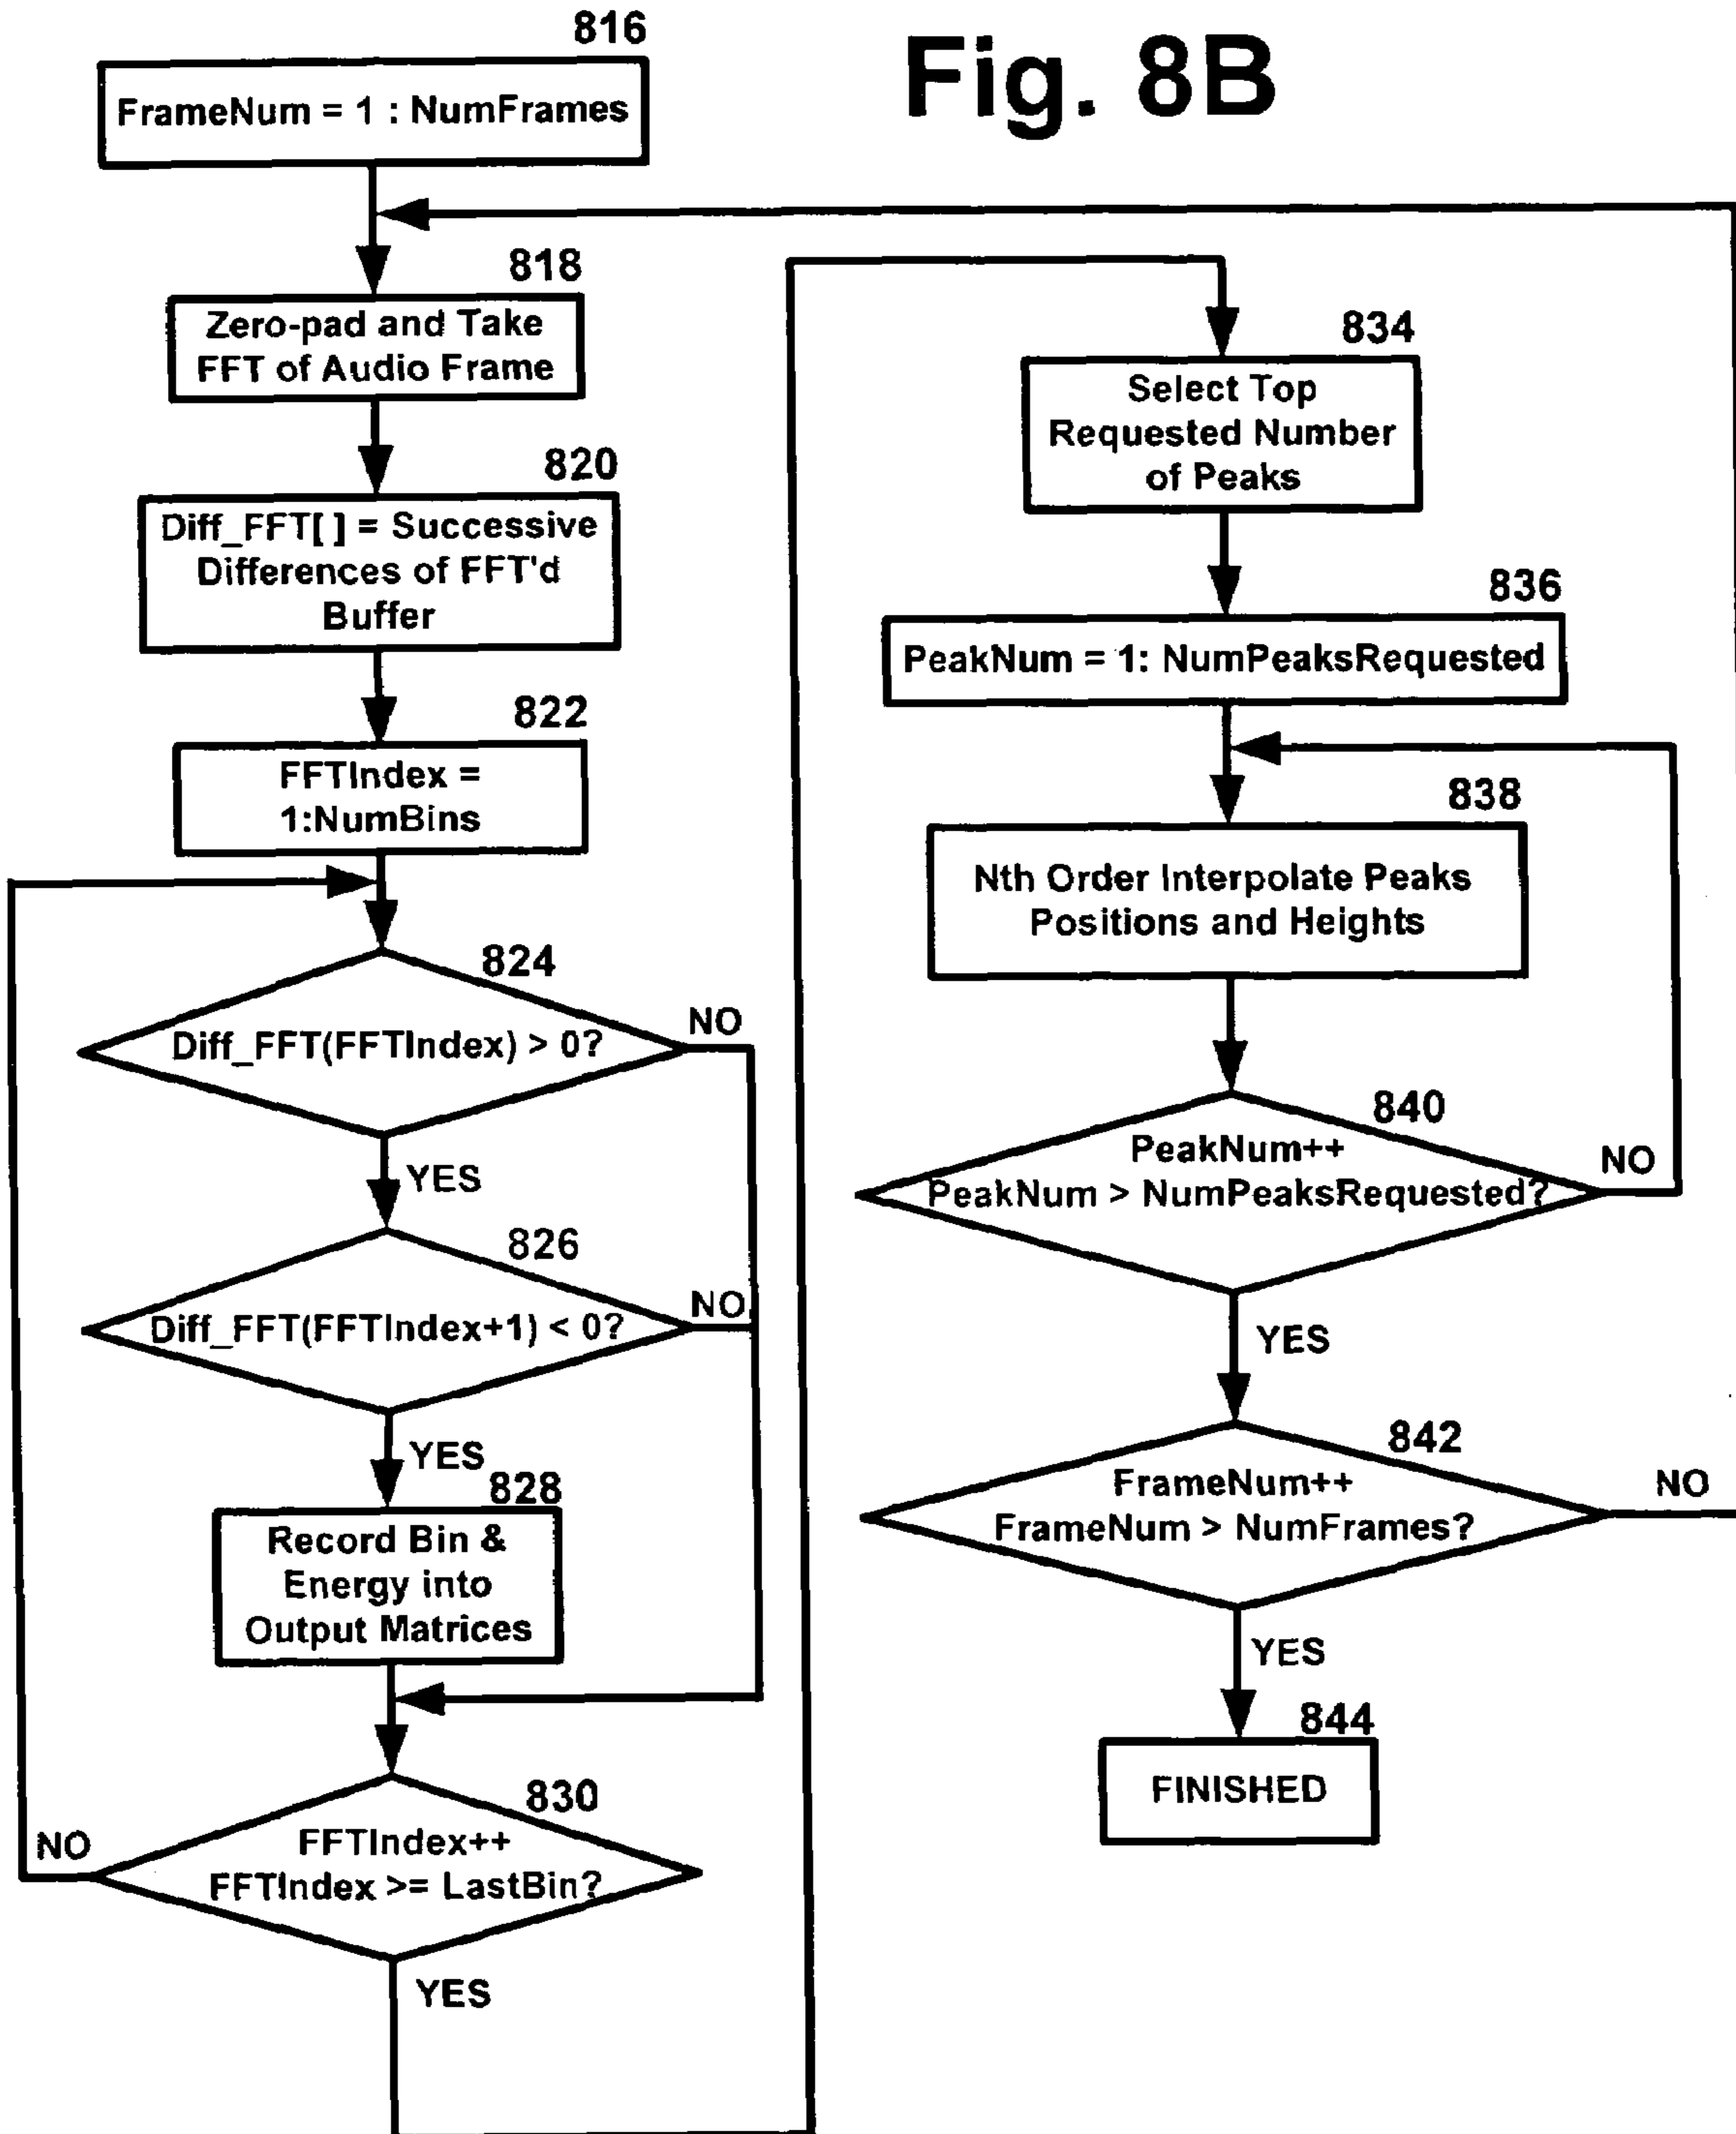 Fig. 8B
816
FrameNum = 1 : NumFrames
818
Zero-pad and Take
FFT of Audio Frame
820
Diff_FFT[ ] = Successive
Differences of FFT'd
Buffer
822
FFTIndex =
1:NumBins
824
Diff_FFT(FFTIndex) > 0?
NO
YES
826
Diff_FFT(FFTIndex+1) < 0?
NO
YES
828
Record Bin &
Energy into
Output Matrices
830
FFTIndex++
FFTIndex >= LastBin?
NO
YES
834
Select Top
Requested Number
of Peaks
836
PeakNum = 1: NumPeaksRequested
838
Nth Order Interpolate Peaks
Positions and Heights
840
PeakNum++
PeakNum > NumPeaksRequested?
NO
YES
842
FrameNum++
FrameNum > NumFrames?
NO
YES
844
FINISHED